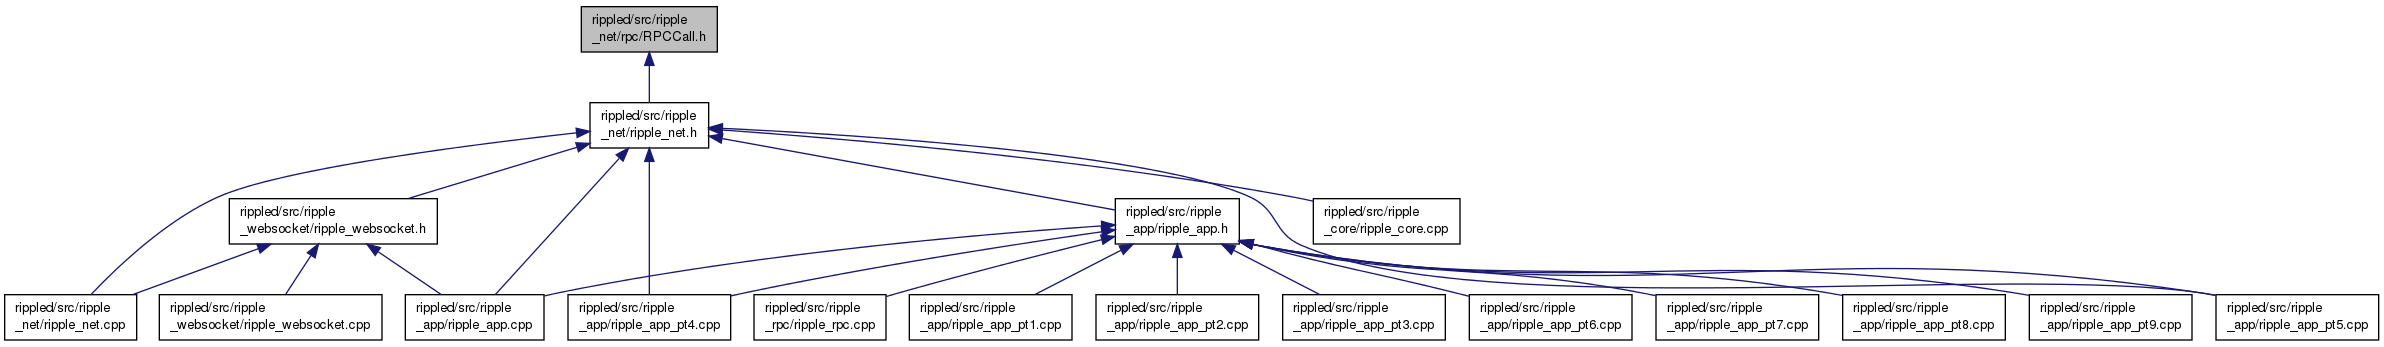 rippled/src/ripple
_net/rpc/RPCCall.h
rippled/src/ripple
_net/ripple_net.h
rippled/src/ripple
_websocket/ripple_websocket.h
rippled/src/ripple
_app/ripple_app.h
rippled/src/ripple
_core/ripple_core.cpp
rippled/src/ripple
_net/ripple_net.cpp
rippled/src/ripple
_websocket/ripple_websocket.cpp
rippled/src/ripple
_app/ripple_app.cpp
rippled/src/ripple
_app/ripple_app_pt4.cpp
rippled/src/ripple
_rpc/ripple_rpc.cpp
rippled/src/ripple
_app/ripple_app_pt1.cpp
rippled/src/ripple
_app/ripple_app_pt2.cpp
rippled/src/ripple
_app/ripple_app_pt3.cpp
rippled/src/ripple
_app/ripple_app_pt6.cpp
rippled/src/ripple
_app/ripple_app_pt7.cpp
rippled/src/ripple
_app/ripple_app_pt8.cpp
rippled/src/ripple
_app/ripple_app_pt9.cpp
rippled/src/ripple
_app/ripple_app_pt5.cpp